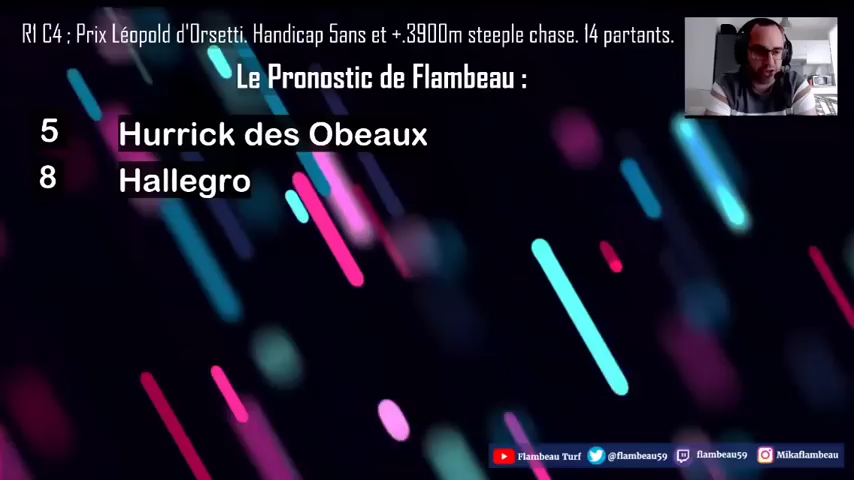 R1 C4 ; Prix Léopold d'Orsetti. Handicap 5ans et +.3900m steeple chase. 14 partants.
Le Pronostic de Flambeau :
5 Hurrick des Obeaux
8 Hallegro
Flambeau Turf @flambeau59 flambeau59 Mikaflambeau